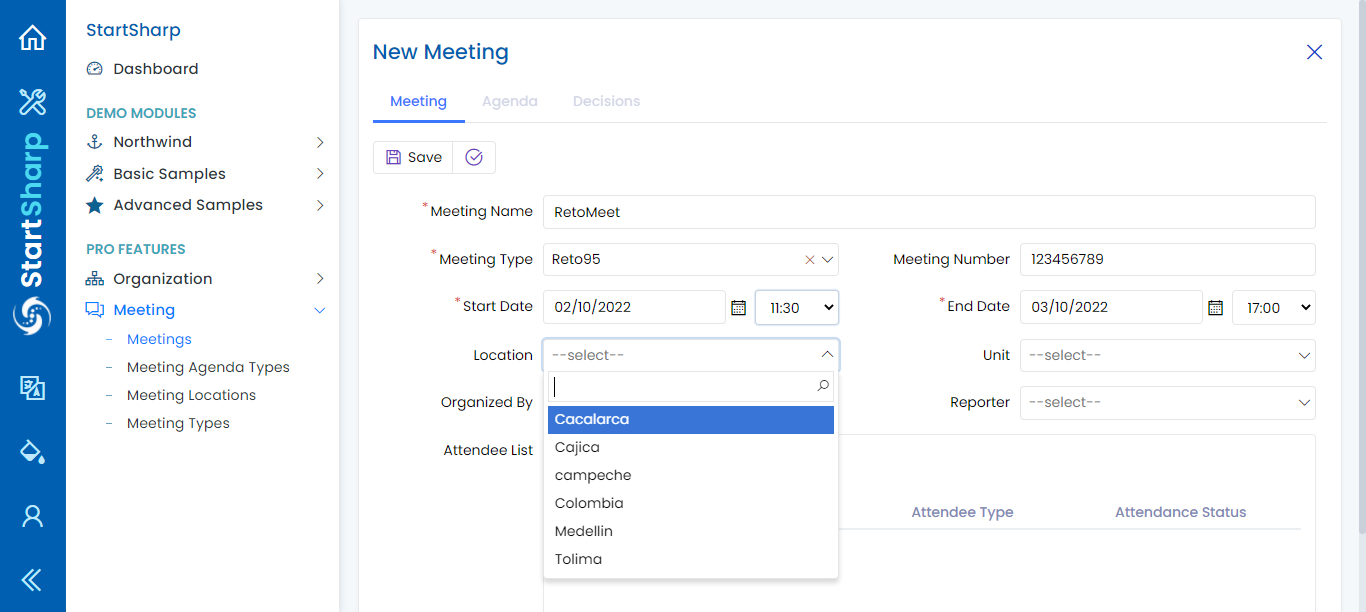 StartSharp
StartSharp
Dashboard
DEMO MODULES
Northwind
Basic Samples
Advanced Samples
PRO FEATURES
Organization
Meeting
Meetings
Meeting Agenda Types
Meeting Locations
Meeting Types
New Meeting
Meeting Agenda Decisions
Save
*Meeting Name RetoMeet
*Meeting Type Reto95 Meeting Number 123456789
*Start Date 02/10/2022 11:30 *End Date 03/10/2022 17:00
Location --select-- Unit --select--
Organized By Reporter --select--
Cacalarca
Cajica
campeche
Colombia
Medellin
Tolima
Attendee List
Attendee Type Attendance Status